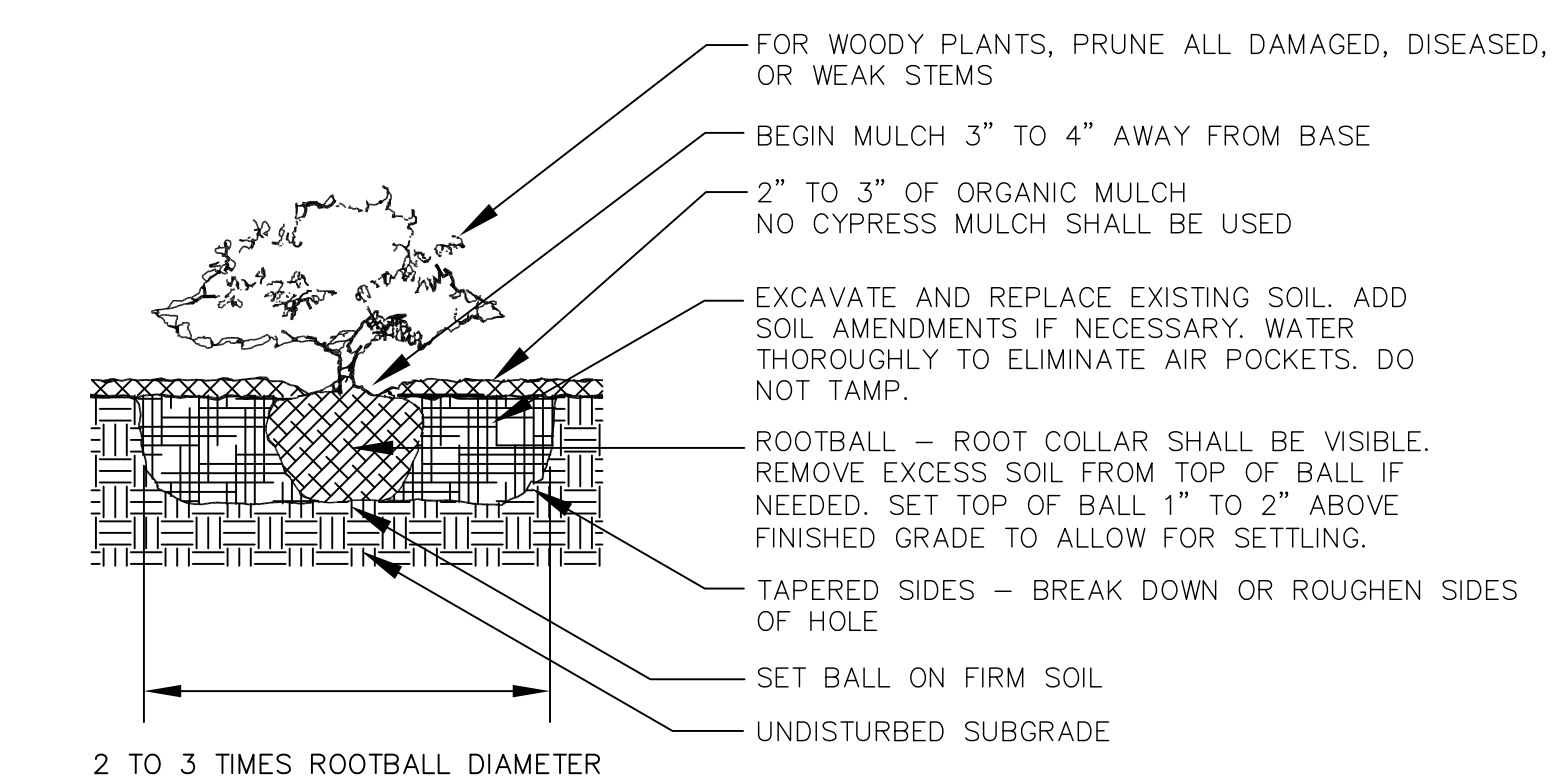 FOR WOODY PLANTS, PRUNE ALL DAMAGED, DISEASED,
OR WEAK STEMS
BEGIN MULCH 3” TO 4” AWAY FROM BASE
2” TO 3” OF ORGANIC MULCH
NO CYPRESS MULCH SHALL BE USED
EXCAVATE AND REPLACE EXISTING SOIL. ADD
SOIL AMENDMENTS IF NECESSARY. WATER
THOROUGHLY TO ELIMINATE AIR POCKETS. DO
NOT TAMP.
ROOTBALL – ROOT COLLAR SHALL BE VISIBLE.
REMOVE EXCESS SOIL FROM TOP OF BALL IF
NEEDED. SET TOP OF BALL 1” TO 2” ABOVE
FINISHED GRADE TO ALLOW FOR SETTLING.
TAPERED SIDES – BREAK DOWN OR ROUGHEN SIDES
OF HOLE
SET BALL ON FIRM SOIL
UNDISTURBED SUBGRADE
2 TO 3 TIMES ROOTBALL DIAMETER